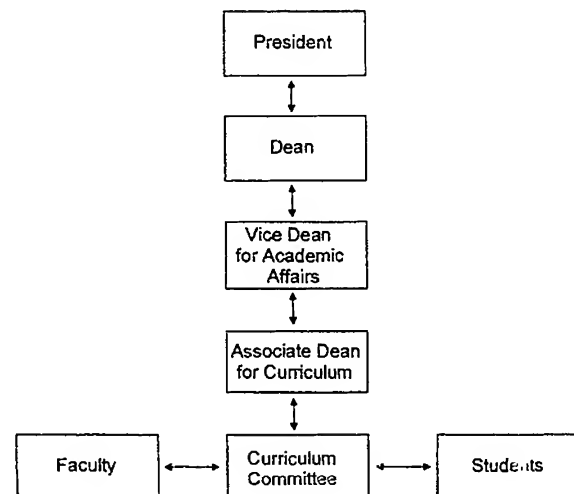 President
Dean
Vice Dean
for Academic
Affairs
Associate Dean
for Curriculum
Faculty
Curriculum
Committee
Students